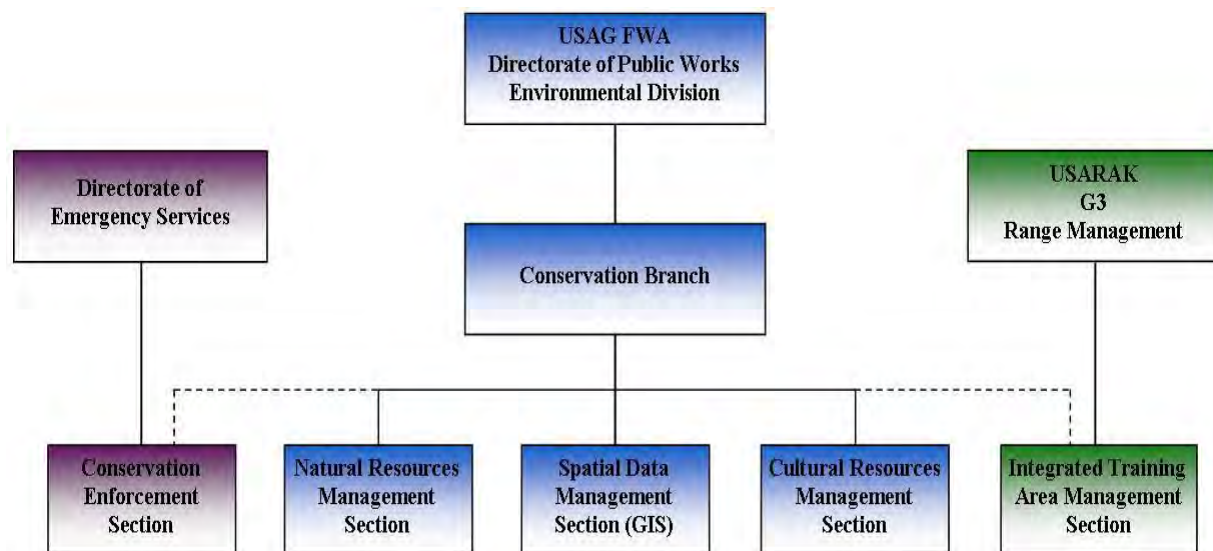 USAG FWA
Directorate of Public Works
Environmental Division
Directorate of
Emergency Services
USARAK
G3
Range Management
Conservation Branch
Conservation
Enforcement
Section
Natural Resources
Management
Section
Spatial Data
Management
Section (GIS)
Cultural Resources
Management
Section
Integrated Training
Area Management
Section